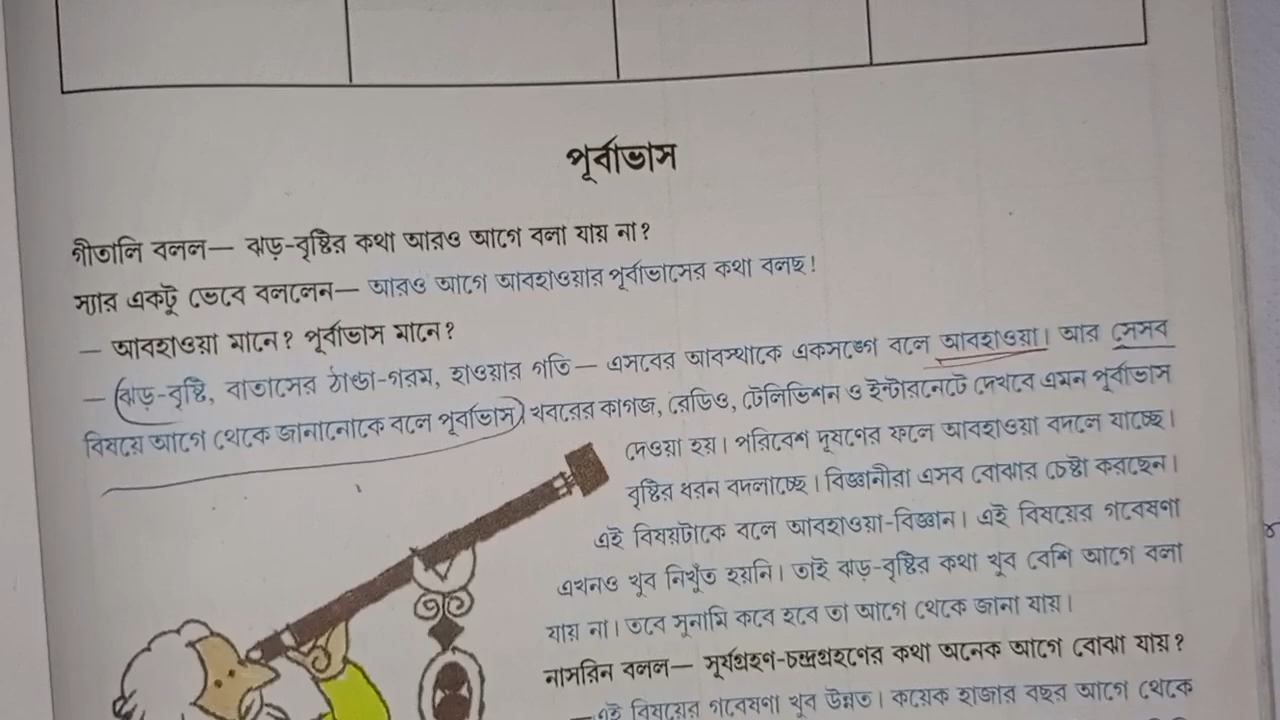 পূর্বাভাস
গীতালি বলল— ঝড়-বৃষ্টির কথা আরও আগে বলা যায় না?
স্যার একটু ভেবে বললেন— আরও আগে আবহাওয়ার পূর্বাভাসের কথা বলছ!
— আবহাওয়া মানে? পূর্বাভাস মানে?
— ঝড়-বৃষ্টি, বাতাসের ঠান্ডা-গরম, হাওয়ার গতি— এসবের অবস্থাকে একসঙ্গে বলে আবহাওয়া। আর সেসব
বিষয়ে আগে থেকে জানানোকে বলে পূর্বাভাস। খবরের কাগজ, রেডিও, টেলিভিশন ও ইন্টারনেটে দেখবে এমন পূর্বাভাস
দেওয়া হয়। পরিবেশ দূষণের ফলে আবহাওয়া বদলে যাচ্ছে।
বৃষ্টির ধরন বদলাচ্ছে। বিজ্ঞানীরা এসব বোঝার চেষ্টা করছেন।
এই বিষয়টাকে বলে আবহাওয়া-বিজ্ঞান। এই বিষয়ের গবেষণা
এখনও খুব নিখুঁত হয়নি। তাই ঝড়-বৃষ্টির কথা খুব বেশি আগে বলা
যায় না। তবে সুনামি কবে হবে তা আগে থেকে জানা যায়।
নাসরিন বলল— সূর্যগ্রহণ-চন্দ্রগ্রহণের কথা অনেক আগে বোঝা যায়?
—এই বিষয়ের গবেষণা খুব উন্নত। কয়েক হাজার বছর আগে থেকে